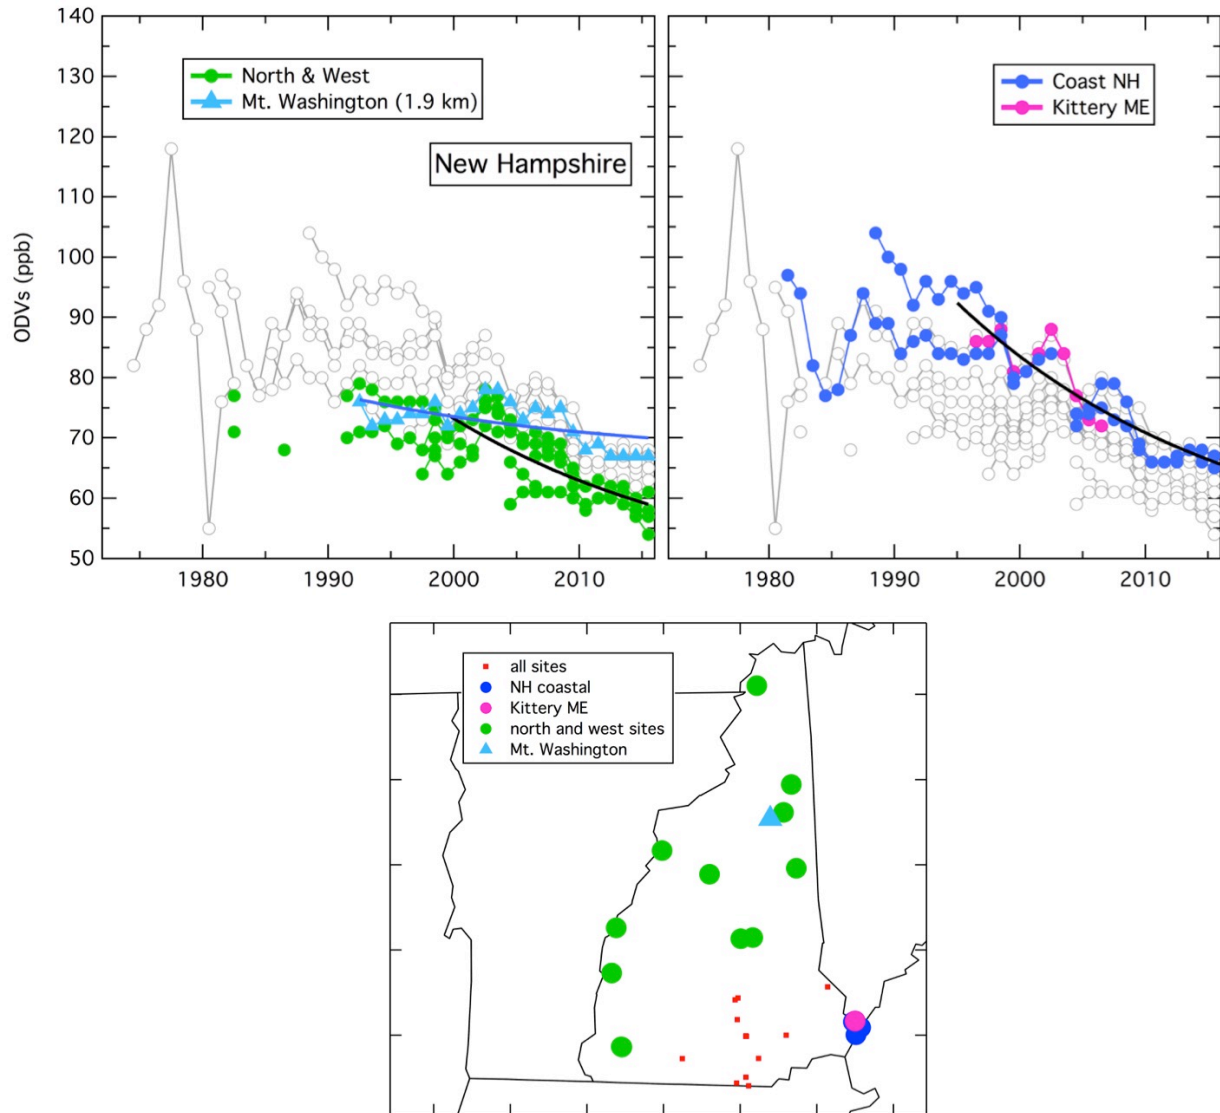 140
130
120
110
100
90
80
70
60
50
ODVs (ppb)
North & West
Mt. Washington (1.9 km)
New Hampshire
1980
1990
2000
2010
Coast NH
Kittery ME
1980
1990
2000
2010
all sites
NH coastal
Kittery ME
north and west sites
Mt. Washington